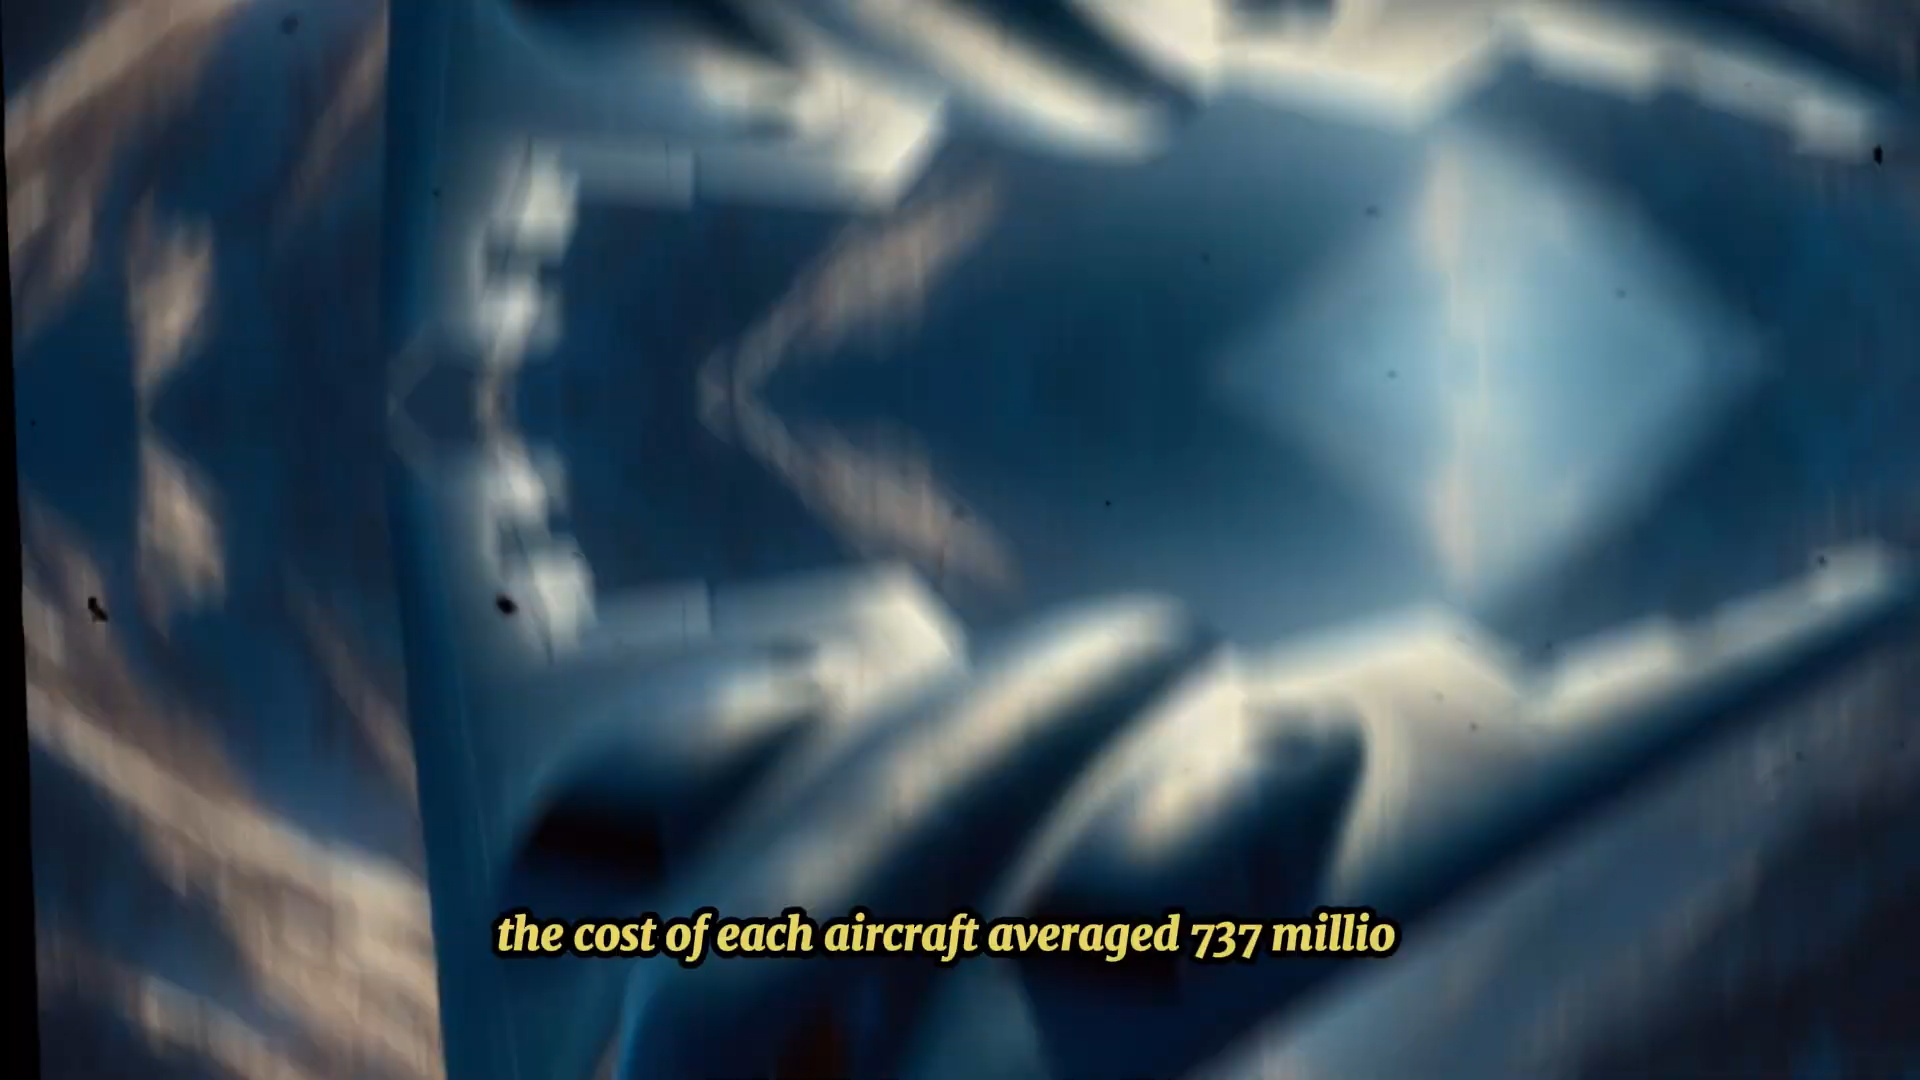 the cost of each aircraft averaged 737 millio